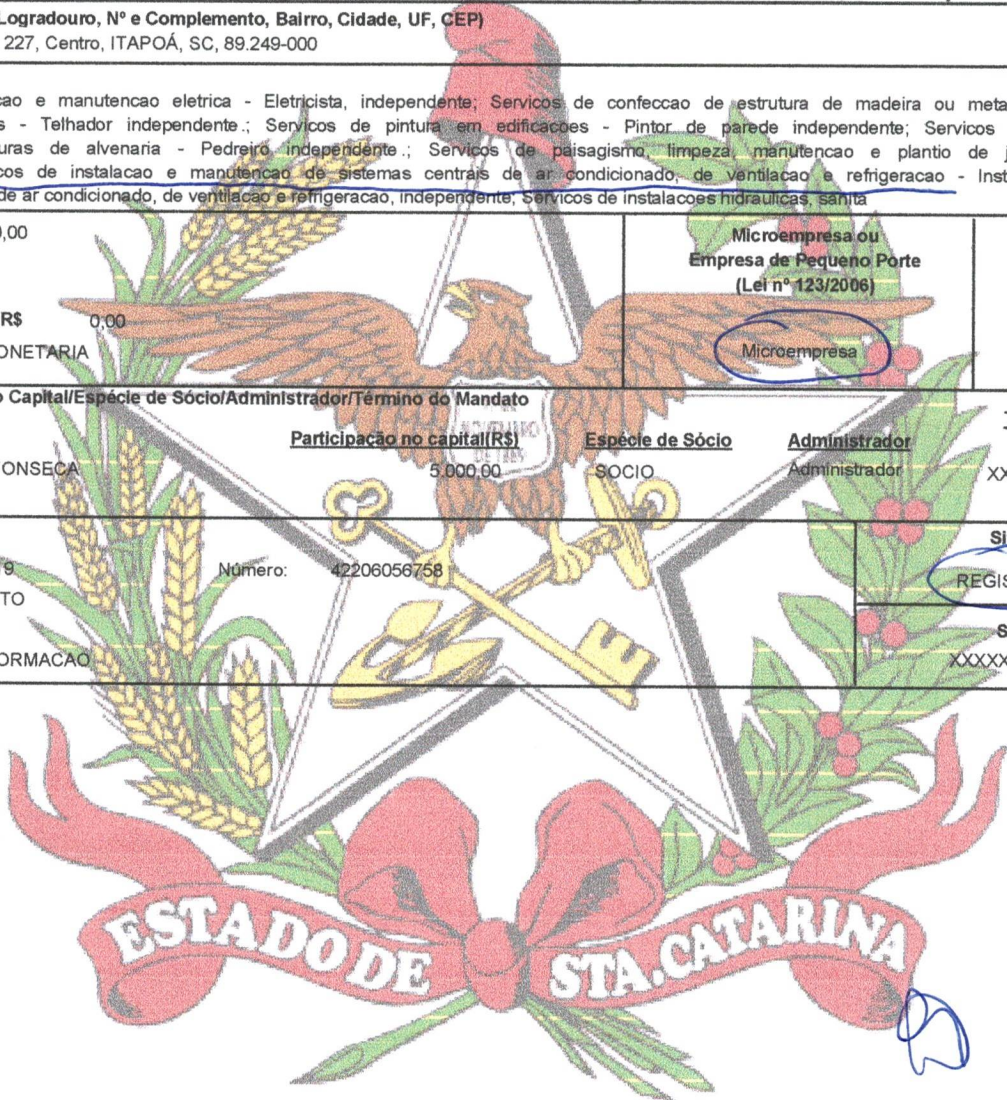 Logradouro, Nº e Complemento, Bairro, Cidade, UF, CEP)
227, Centro, ITAPOÁ, SC, 89.249-000
cao e manutencao eletrica - Eletricista, independente; Servicos de confeccao de estrutura de madeira ou meta
s - Telhador independente.; Servicos de pintura em edificacoes - Pintor de parede independente; Servicos
uras de alvenaria - Pedreiro independente.; Servicos de paisagismo, limpeza, manutencao e plantio de j
cos de instalacao e manutencao de sistemas centrais de ar condicionado, de ventilacao e refrigeracao - Inst
de ar condicionado, de ventilacao e refrigeracao, independente; Servicos de instalacoes hidraulicas, sanita
0,00
Microempresa ou
Empresa de Pequeno Porte
(Lei nº 123/2006)
R$ 0,00
ONETARIA
Microempresa
o Capital/Espécie de Sócio/Administrador/Término do Mandato
Participação no capital(R$) Espécie de Sócio Administrador
ONSECA 5.000,00 SOCIO Administrador XX
Si
9 Número: 42206056758
REGIS
TO
S
ORMACAO
XXXXX
ESTADO DE STA.CATARINA